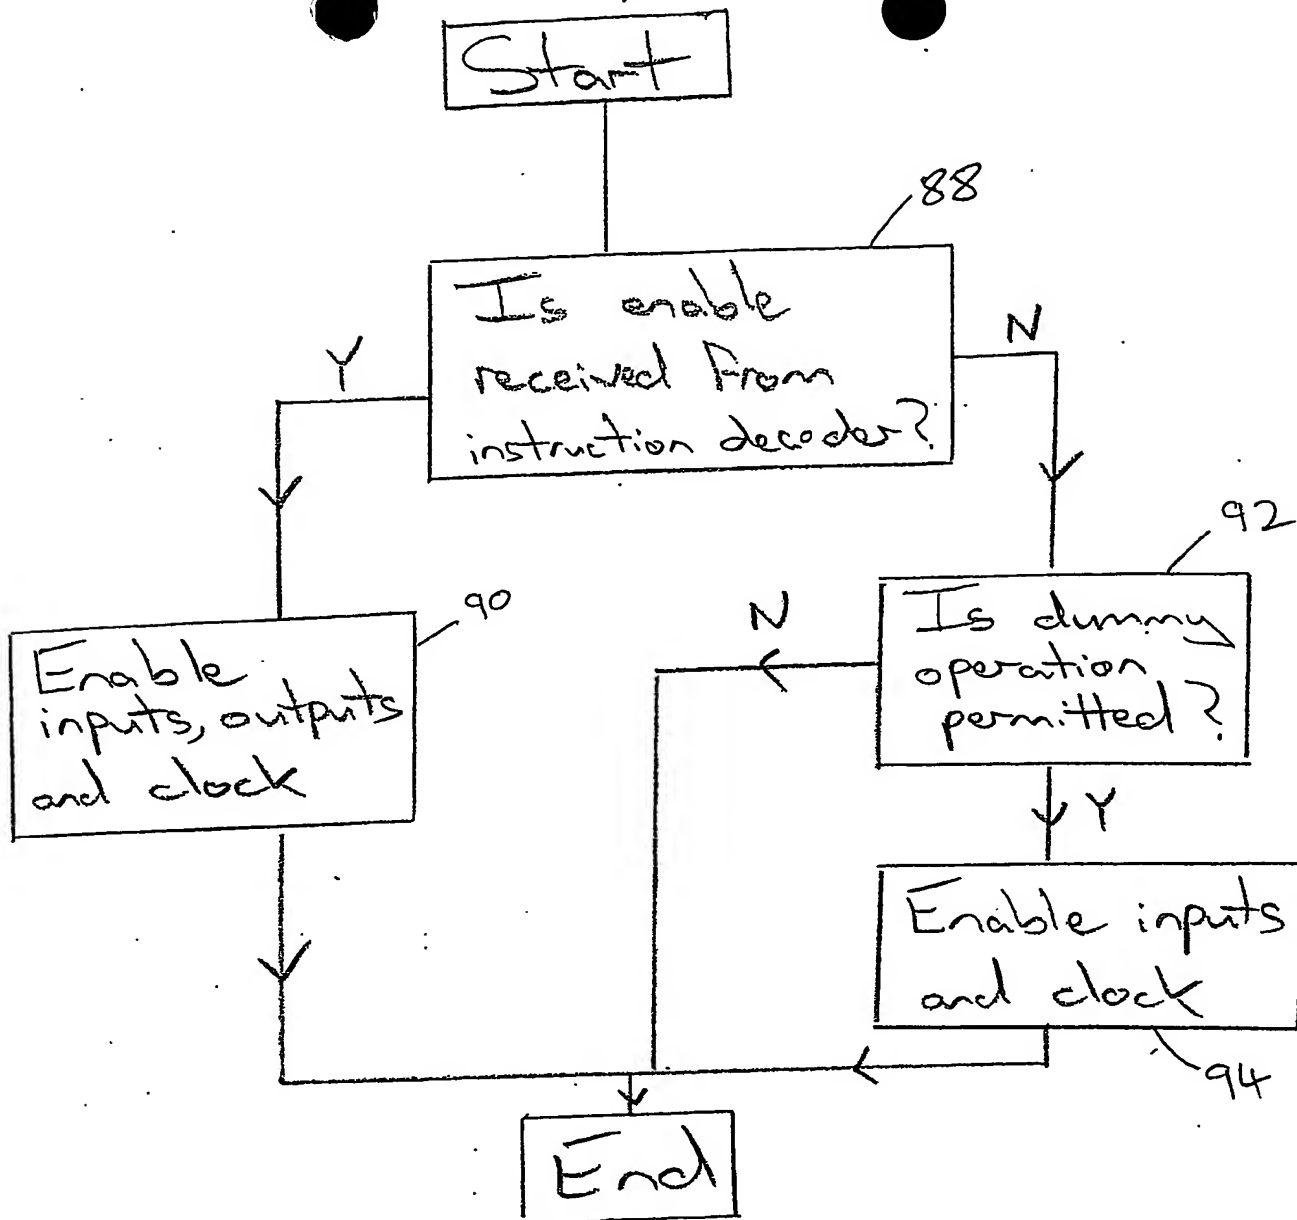 Start
88
Is enable
received from
instruction decoder?
Y
N
92
90
Enable
inputs, outputs
and clock
N
Is dummy
operation
permitted?
Y
Enable inputs
and clock
94
End